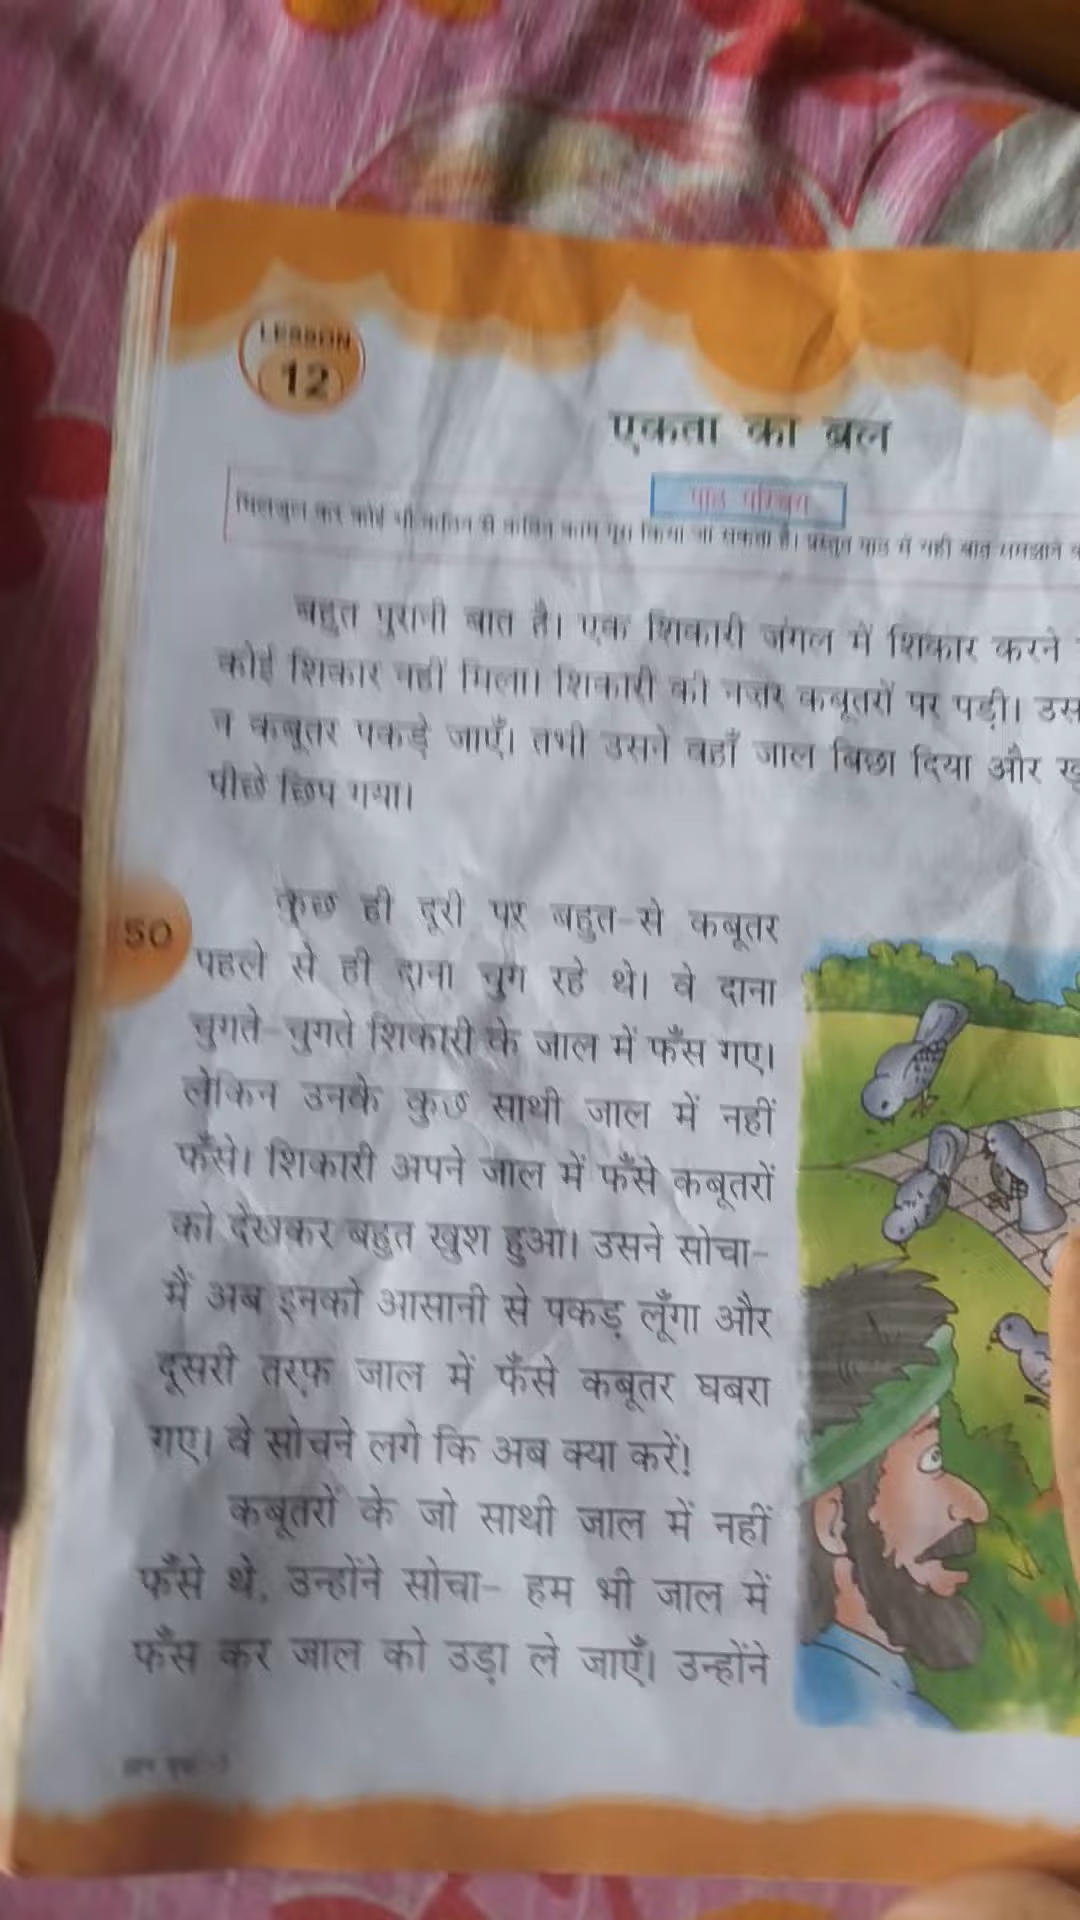 LESSON
12
एकता का बल
पाठ परिचय
मिलजुल कर कोई भी कठिन से कठिन काम पूरा किया जा सकता है। प्रस्तुत पाठ में यही बात समझाने
बहुत पुरानी बात है। एक शिकारी जंगल में शिकार करने
कोई शिकार नहीं मिला। शिकारी की नज़र कबूतरों पर पड़ी। उस
न कबूतर पकड़े जाएँ। तभी उसने वहाँ जाल बिछा दिया और
पीछे छिप गया।
कुछ ही दूरी पर बहुत-से कबूतर
पहले से ही दाना चुग रहे थे। वे दाना
चुगते-चुगते शिकारी के जाल में फँस गए।
लेकिन उनके कुछ साथी जाल में नहीं
फँसे। शिकारी अपने जाल में फँसे कबूतरों
को देखकर बहुत खुश हुआ। उसने सोचा-
मैं अब इनको आसानी से पकड़ लूँगा और
दूसरी तरफ़ जाल में फँसे कबूतर घबरा
गए। वे सोचने लगे कि अब क्या करें!
कबूतरों के जो साथी जाल में नहीं
फँसे थे, उन्होंने सोचा- हम भी जाल में
फँस कर जाल को उड़ा ले जाएँ। उन्होंने
50